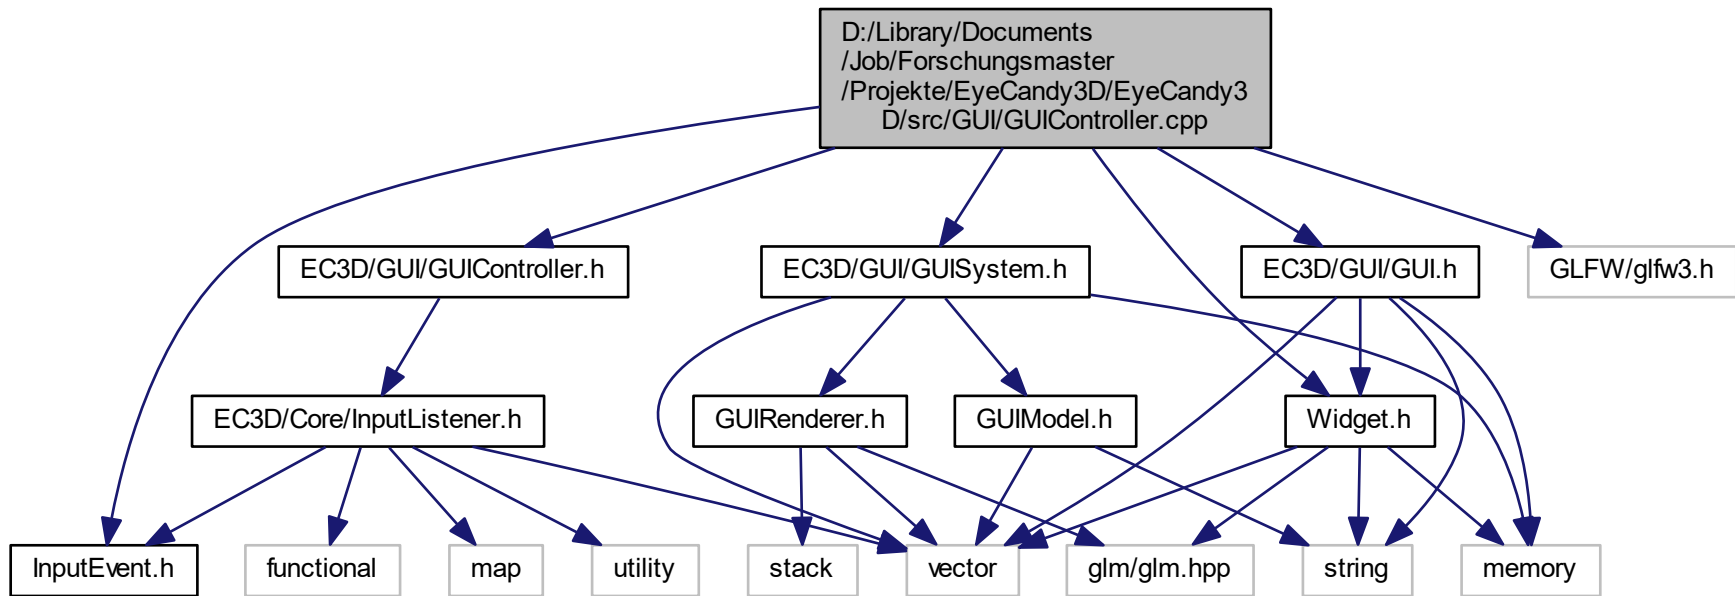 D:/Library/Documents
/Job/Forschungsmaster
/Projekte/EyeCandy3D/EyeCandy3
D/src/GUI/GUIController.cpp
EC3D/GUI/GUIController.h
EC3D/GUI/GUISystem.h
EC3D/GUI/GUI.h
GLFW/glfw3.h
EC3D/Core/InputListener.h
GUIRenderer.h
GUIModel.h
Widget.h
InputEvent.h
functional
map
utility
stack
vector
glm/glm.hpp
string
memory